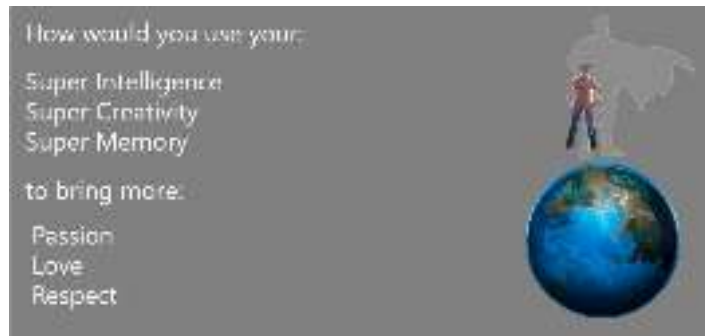 How would you use your:
Super Intelligence
Super Creativity
Super Memory
to bring more:
Passion
Love
Respect